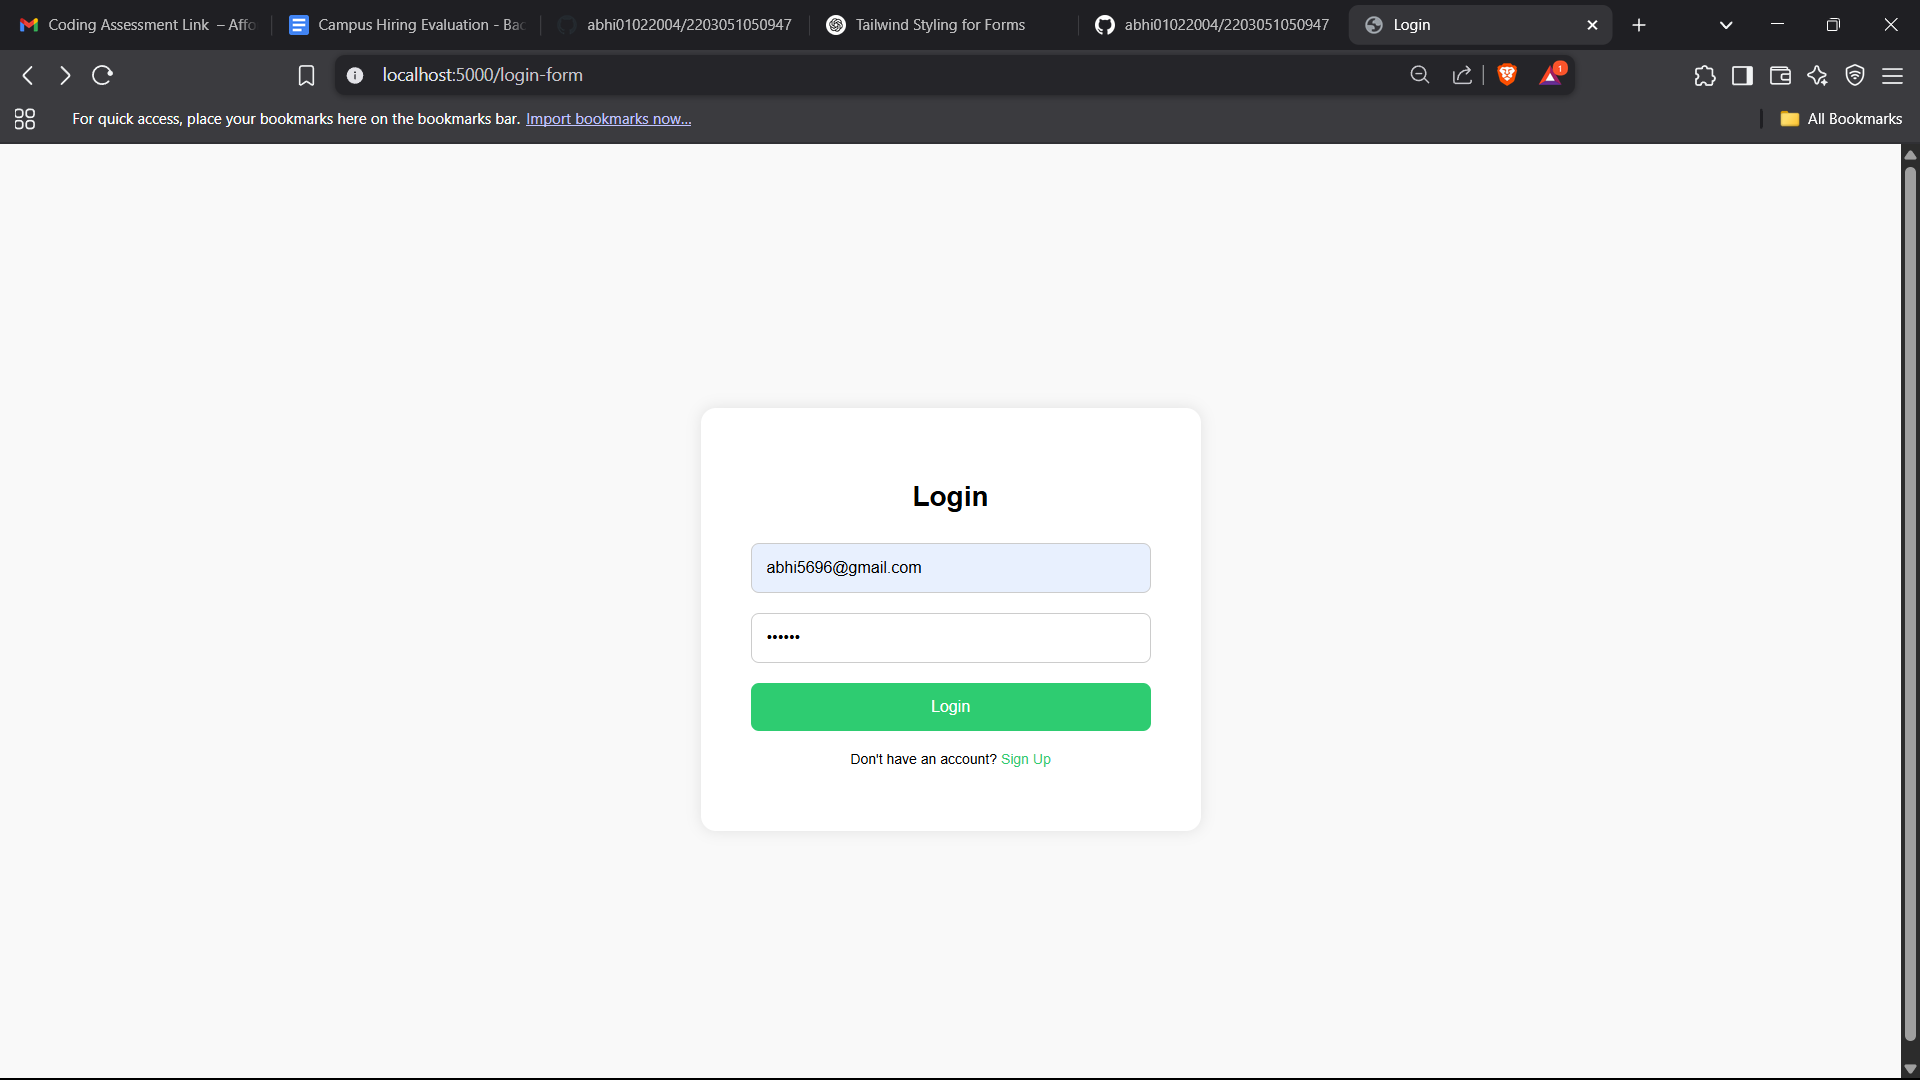 Coding Assessment Link – Affo
Campus Hiring Evaluation - Bac
abhi01022004/2203051050947
Tailwind Styling for Forms
abhi01022004/2203051050947
Login
localhost:5000/login-form
1
For quick access, place your bookmarks here on the bookmarks bar. Import bookmarks now...
All Bookmarks
Login
abhi5696@gmail.com
••••••
Login
Don't have an account? Sign Up